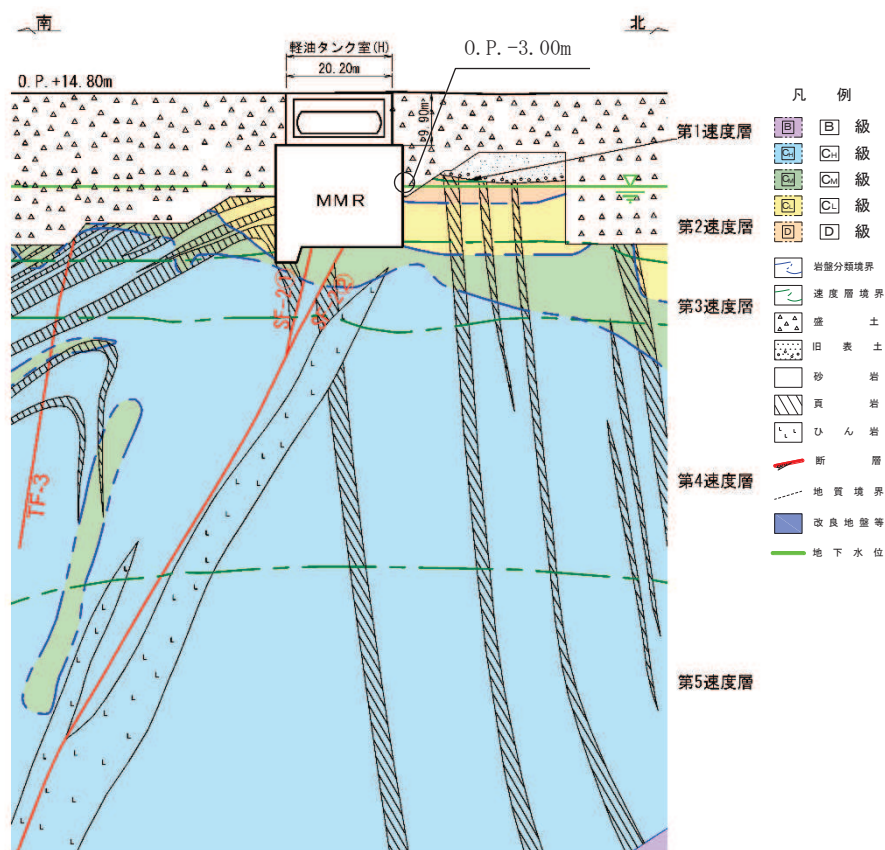 南
北
O.P.-3.00m
軽油タンク室(H)
20.20m
O.P.+14.80m
9.90m
MMR
第1速度層
第2速度層
第3速度層
第4速度層
第5速度層
TF-3
凡 例
B B 級
CH CH 級
CM CM 級
CL CL 級
D D 級
岩盤分類境界
速度層境界
盛 土
旧 表 土
砂 岩
頁 岩
ひ ん 岩
断 層
地 質 境 界
改 良 地 盤 等
地 下 水 位